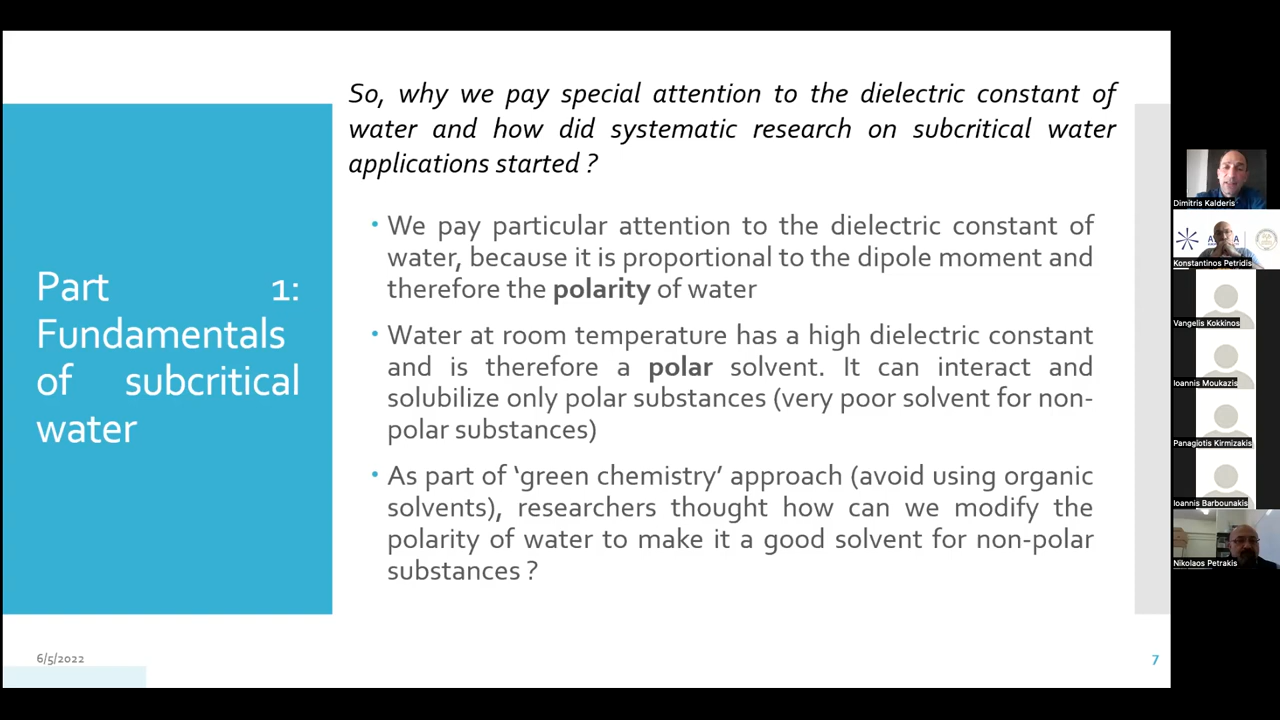 So, why we pay special attention to the dielectric constant of
water and how did systematic research on subcritical water
applications started ?
Part 1:
Fundamentals
of subcritical
water
• We pay particular attention to the dielectric constant of
water, because it is proportional to the dipole moment and
therefore the polarity of water
• Water at room temperature has a high dielectric constant
and is therefore a polar solvent. It can interact and
solubilize only polar substances (very poor solvent for non-
polar substances)
• As part of ‘green chemistry’ approach (avoid using organic
solvents), researchers thought how can we modify the
polarity of water to make it a good solvent for non-polar
substances ?
6/5/2022
7
Dimitris Kalderis
Konstantinos Petridis
Vangelis Kokkinos
Ioannis Moukazis
Panagiotis Kirmizakis
Ioannis Barbounakis
Nikolaos Petrakis